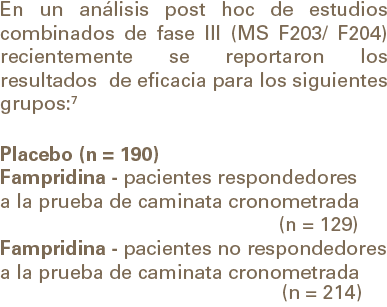 En un análisis post hoc de estudios
combinados de fase III (MS F203/ F204)
recientemente se reportaron los
resultados de eficacia para los siguientes
grupos:⁷
Placebo (n = 190)
Fampridina - pacientes respondedores
a la prueba de caminata cronometrada
(n = 129)
Fampridina - pacientes no respondedores
a la prueba de caminata cronometrada
(n = 214)